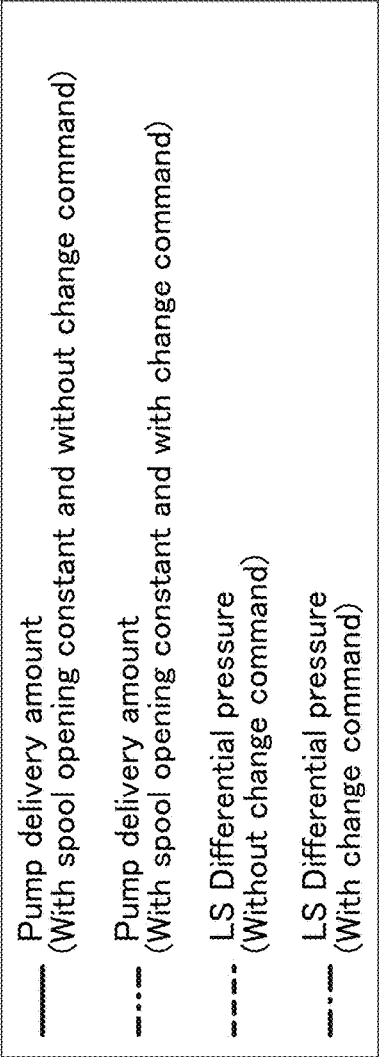 Pump delivery amount
(With spool opening constant and without change command)
Pump delivery amount
(With spool opening constant and with change command)
LS Differential pressure
(Without change command)
LS Differential pressure
(With change command)